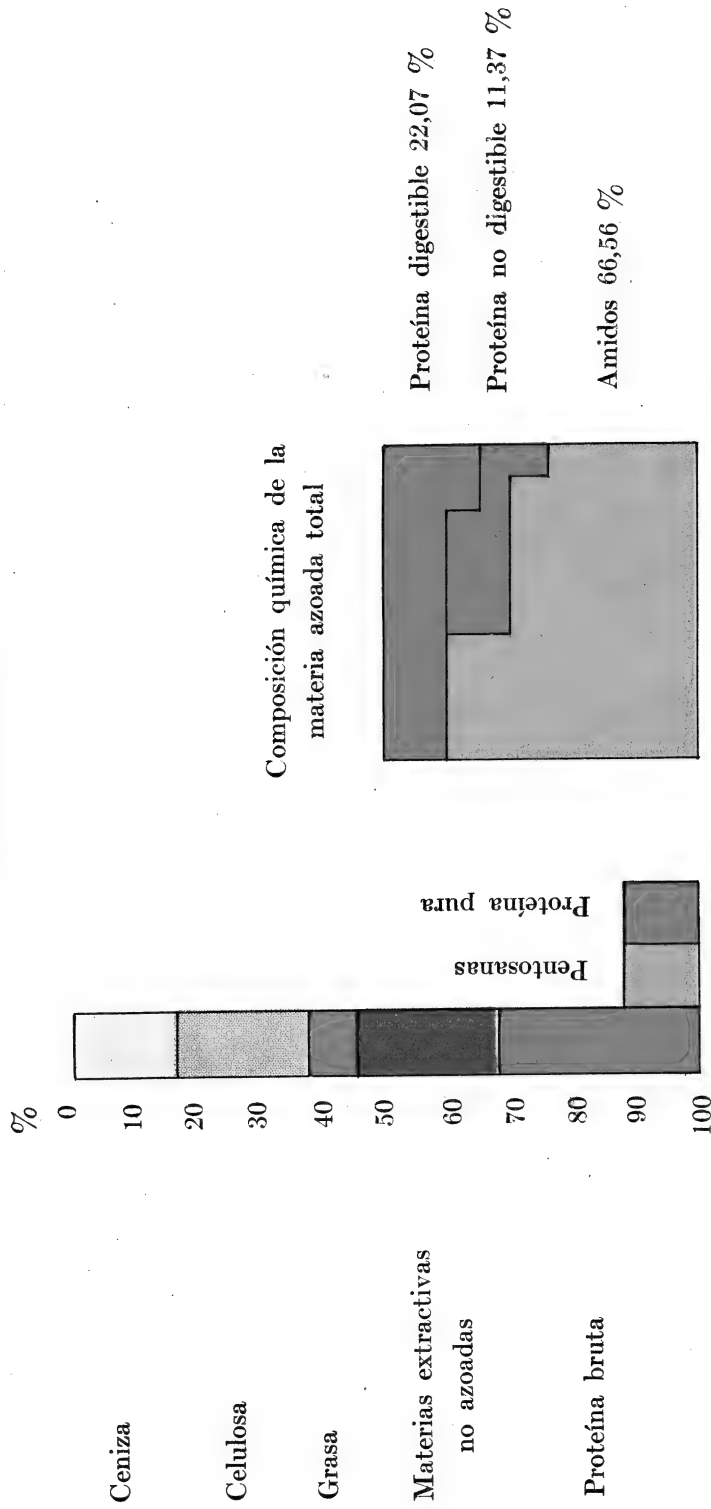 %
0
10
20
30
40
50
60
70
80
90
100
Ceniza
Celulosa
Grasa
Materias extractivas
no azoadas
Proteína bruta
Pentosanas
Proteína pura
Composición química de la
materia azoada total
Proteína digestible 22,07 %
Proteína no digestible 11,37 %
Amidos 66,56 %